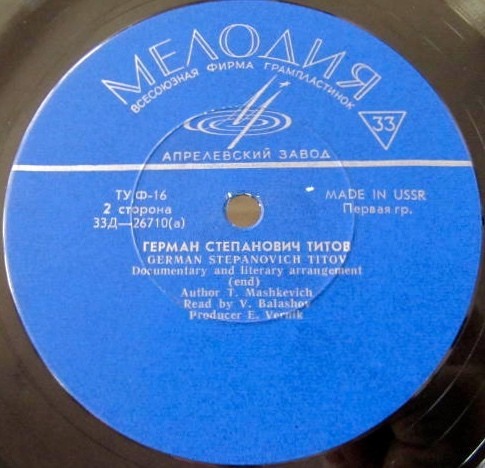 МЕЛОДИЯ
ВСЕСОЮЗНАЯ ФИРМА ГРАМПЛАСТИНОК
33
АПРЕЛЕВСКИЙ ЗАВОД
ТУ Ф-16
2 сторона
33Д—26710(а)
MADE IN USSR
Первая гр.
ГЕРМАН СТЕПАНОВИЧ ТИТОВ
GERMAN STEPANOVICH TITOV
Documentary and literary arrangement
(end)
Author T. Mashkevich
Read by V. Balashov
Producer E. Vernik